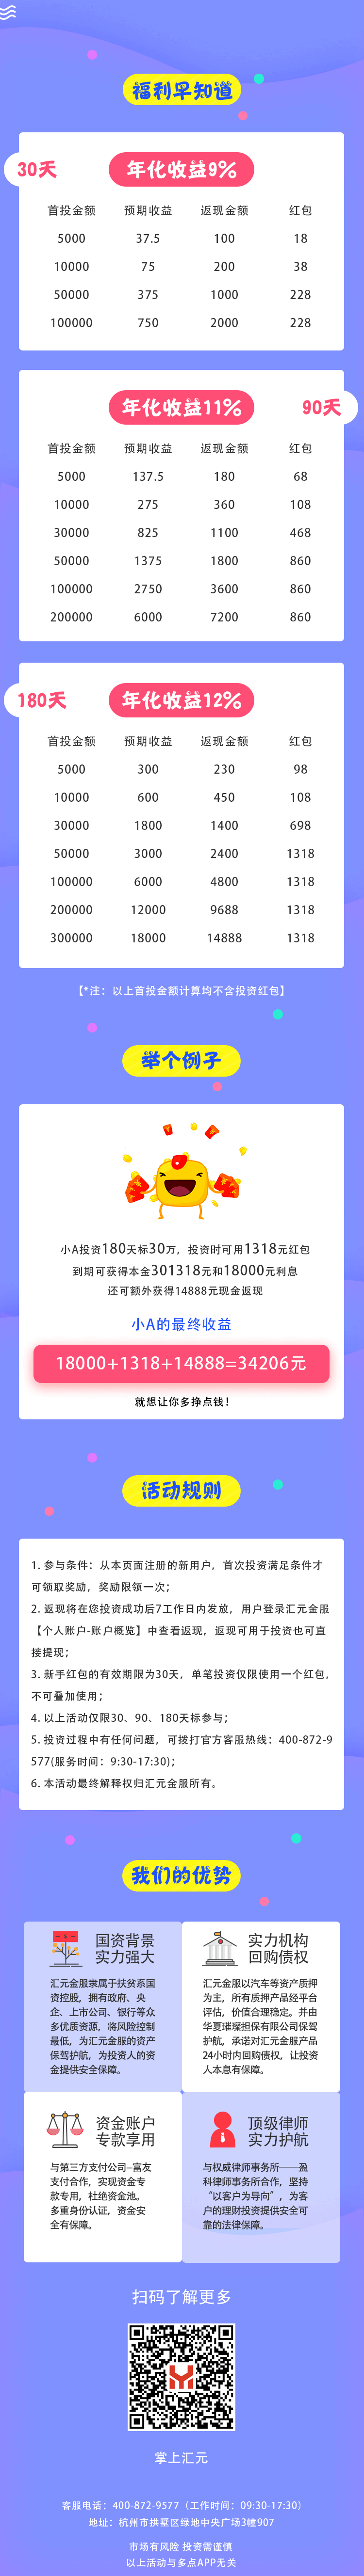 福利早知道
30天
年化收益9%
首投金额 预期收益 返现金额 红包
5000 37.5 100 18
10000 75 200 38
50000 375 1000 228
100000 750 2000 228
年化收益11%
90天
首投金额 预期收益 返现金额 红包
5000 137.5 180 68
10000 275 360 108
30000 825 1100 468
50000 1375 1800 860
100000 2750 3600 860
200000 6000 7200 860
180天
年化收益12%
首投金额 预期收益 返现金额 红包
5000 300 230 98
10000 600 450 108
30000 1800 1400 698
50000 3000 2400 1318
100000 6000 4800 1318
200000 12000 9688 1318
300000 18000 14888 1318
【*注：以上首投金额计算均不含投资红包】
举个例子
小A投资180天标30万，投资时可用1318元红包
到期可获得本金301318元和18000元利息
还可额外获得14888元现金返现
小A的最终收益
18000+1318+14888=34206元
就想让你多挣点钱！
活动规则
1. 参与条件：从本页面注册的新用户，首次投资满足条件才
可领取奖励，奖励限领一次；
2. 返现将在您投资成功后7工作日内发放，用户登录汇元金服
【个人账户-账户概览】中查看返现，返现可用于投资也可直
接提现；
3. 新手红包的有效期限为30天，单笔投资仅限使用一个红包，
不可叠加使用；
4. 以上活动仅限30、90、180天标参与；
5. 投资过程中有任何问题，可拨打官方客服热线：400-872-9
577(服务时间：9:30-17:30)；
6. 本活动最终解释权归汇元金服所有。
我们的优势
国资背景
实力强大
汇元金服隶属于扶贫系国
资控股，拥有政府、央
企、上市公司、银行等众
多优质资源，将风险控制
最低，为汇元金服的资产
保驾护航，为投资人的资
金提供安全保障。
实力机构
回购债权
汇元金服以汽车等资产质押
为主，所有质押产品经平台
评估，价值合理稳定。并由
华夏璀璨担保有限公司保驾
护航，承诺对汇元金服产品
24小时内回购债权，让投资
人本息有保障。
资金账户
专款享用
与第三方支付公司-富友
支付合作，实现资金专
款专用，杜绝资金池。
多重身份认证，资金安
全有保障。
顶级律师
实力护航
与权威律师事务所——盈
科律师事务所合作，坚持
“以客户为导向”，为客
户的理财投资提供安全可
靠的法律保障。
扫码了解更多
掌上汇元
客服电话：400-872-9577（工作时间：09:30-17:30）
地址：杭州市拱墅区绿地中央广场3幢907
市场有风险 投资需谨慎
以上活动与多点APP无关